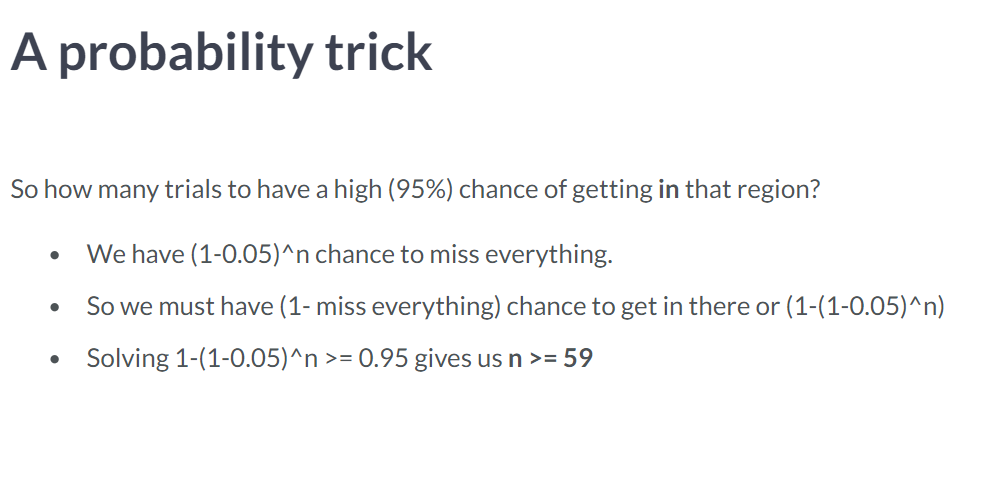 A probability trick
So how many trials to have a high (95%) chance of getting in that region?
• We have (1-0.05)^n chance to miss everything.
• So we must have (1- miss everything) chance to get in there or (1-(1-0.05)^n)
• Solving 1-(1-0.05)^n >= 0.95 gives us n >= 59